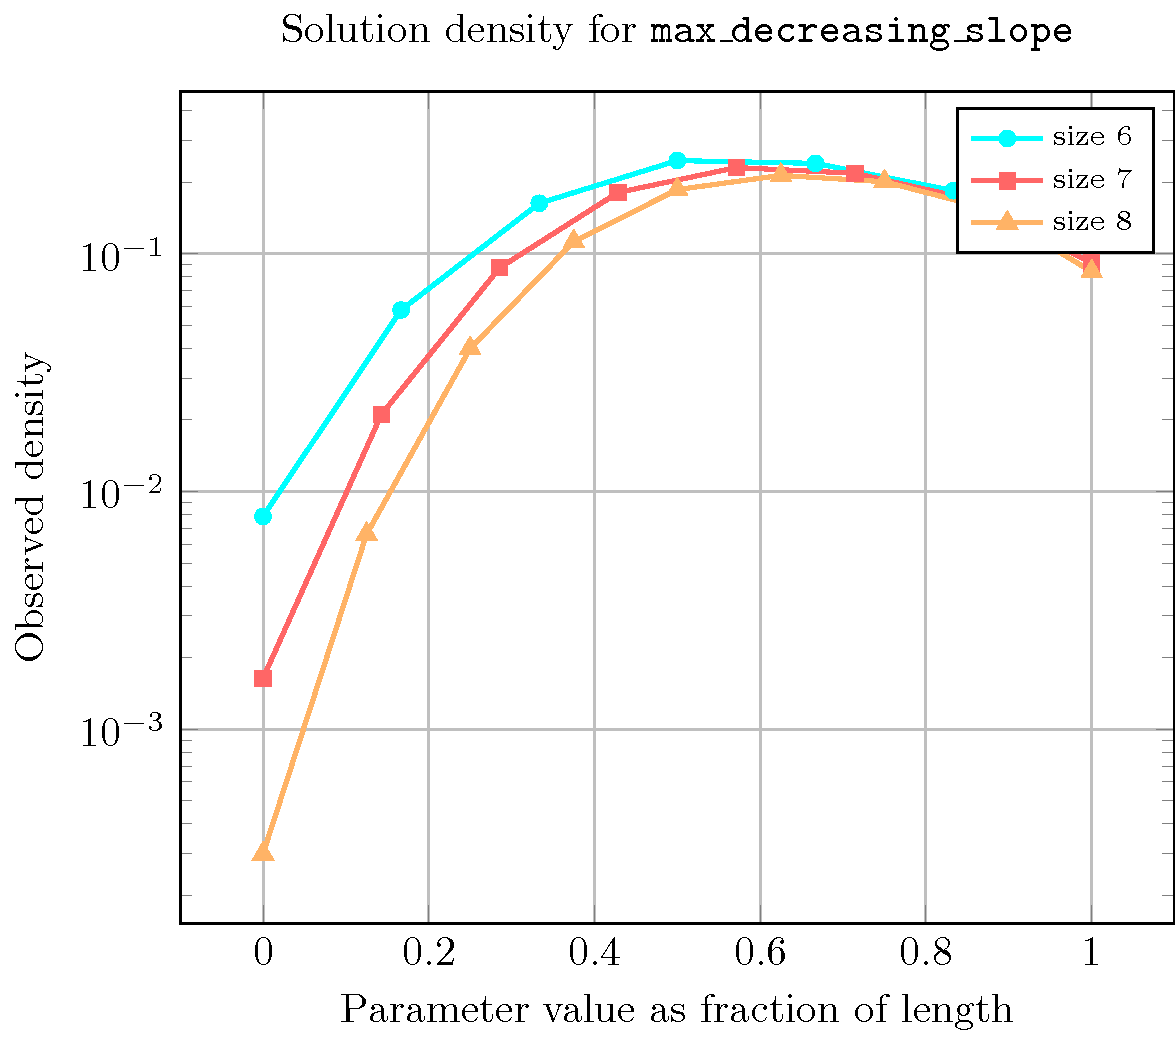 Solution density for max_decreasing_slope
size 6
size 7
size 8
10⁻¹
10⁻²
10⁻³
Observed density
0 0.2 0.4 0.6 0.8 1
Parameter value as fraction of length